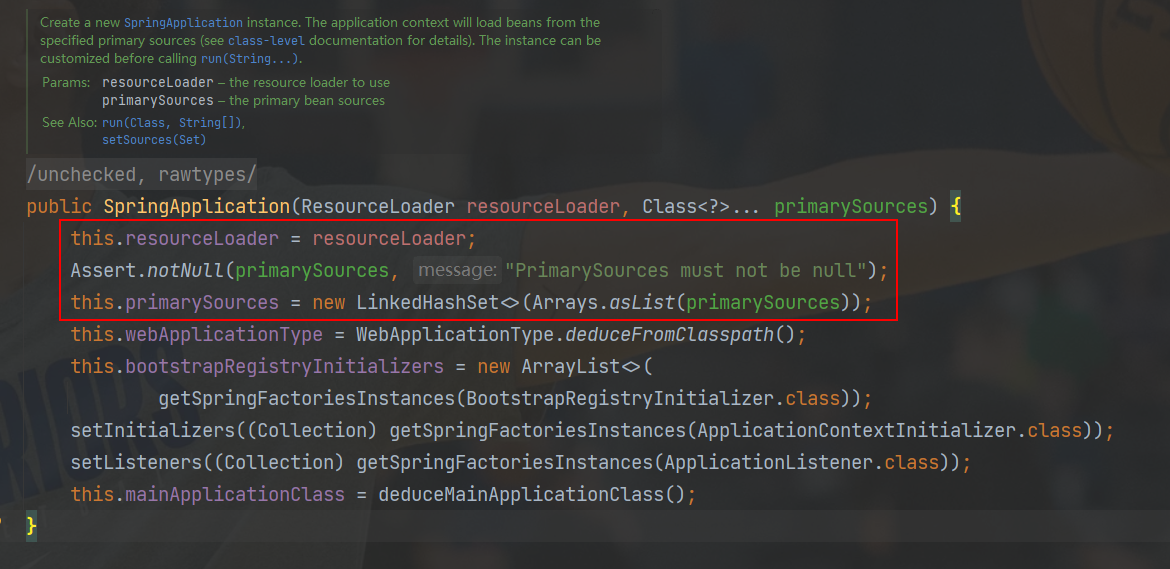 Create a new SpringApplication instance. The application context will load beans from the
specified primary sources (see class-level documentation for details). The instance can be
customized before calling run(String...).
Params: resourceLoader – the resource loader to use
primarySources – the primary bean sources
See Also: run(Class, String[]),
setSources(Set)
/unchecked, rawtypes/
public SpringApplication(ResourceLoader resourceLoader, Class<?>... primarySources) {
this.resourceLoader = resourceLoader;
Assert.notNull(primarySources, message: "PrimarySources must not be null");
this.primarySources = new LinkedHashSet<>(Arrays.asList(primarySources));
this.webApplicationType = WebApplicationType.deduceFromClasspath();
this.bootstrapRegistryInitializers = new ArrayList<>(
getSpringFactoriesInstances(BootstrapRegistryInitializer.class));
setInitializers((Collection) getSpringFactoriesInstances(ApplicationContextInitializer.class));
setListeners((Collection) getSpringFactoriesInstances(ApplicationListener.class));
this.mainApplicationClass = deduceMainApplicationClass();
}